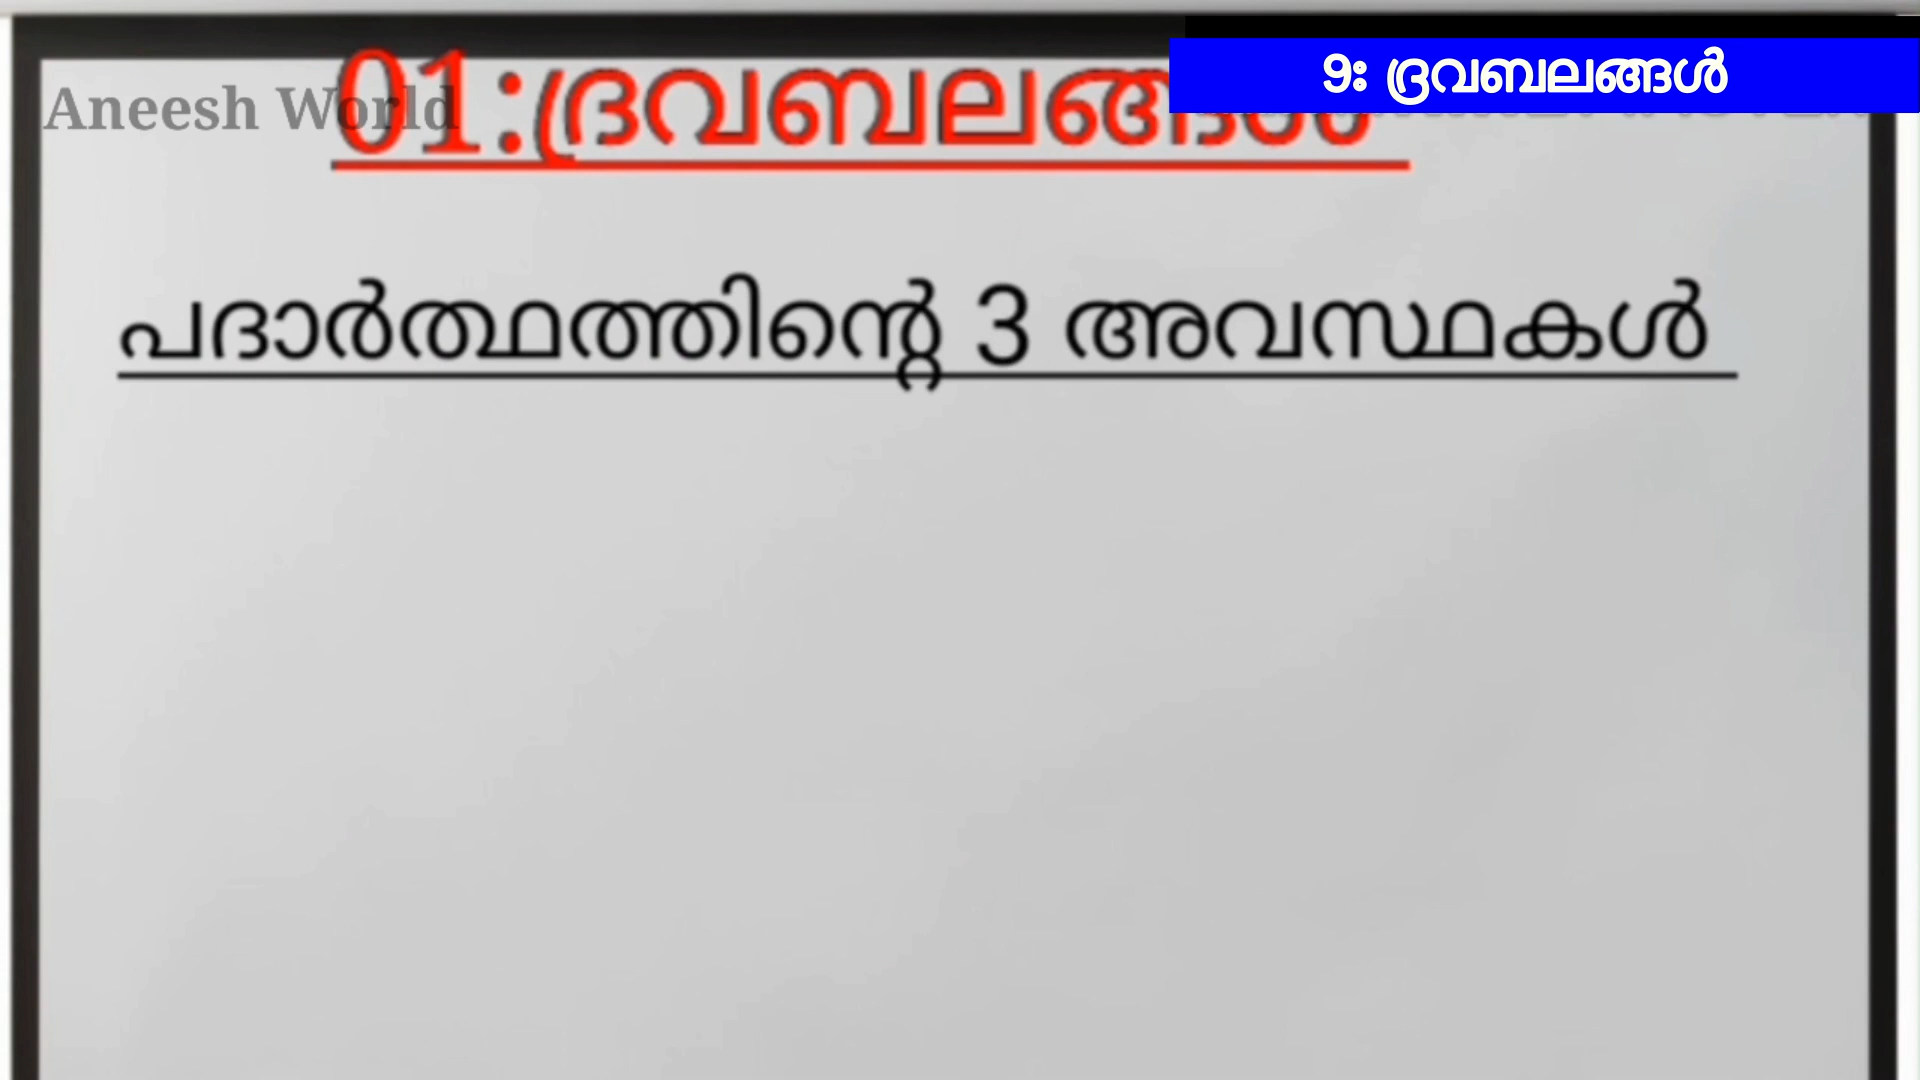 Aneesh World
01:ദ്രവബലങ്ങൾ
9: ദ്രവബലങ്ങൾ
പദാർത്ഥത്തിന്റെ 3 അവസ്ഥകൾ